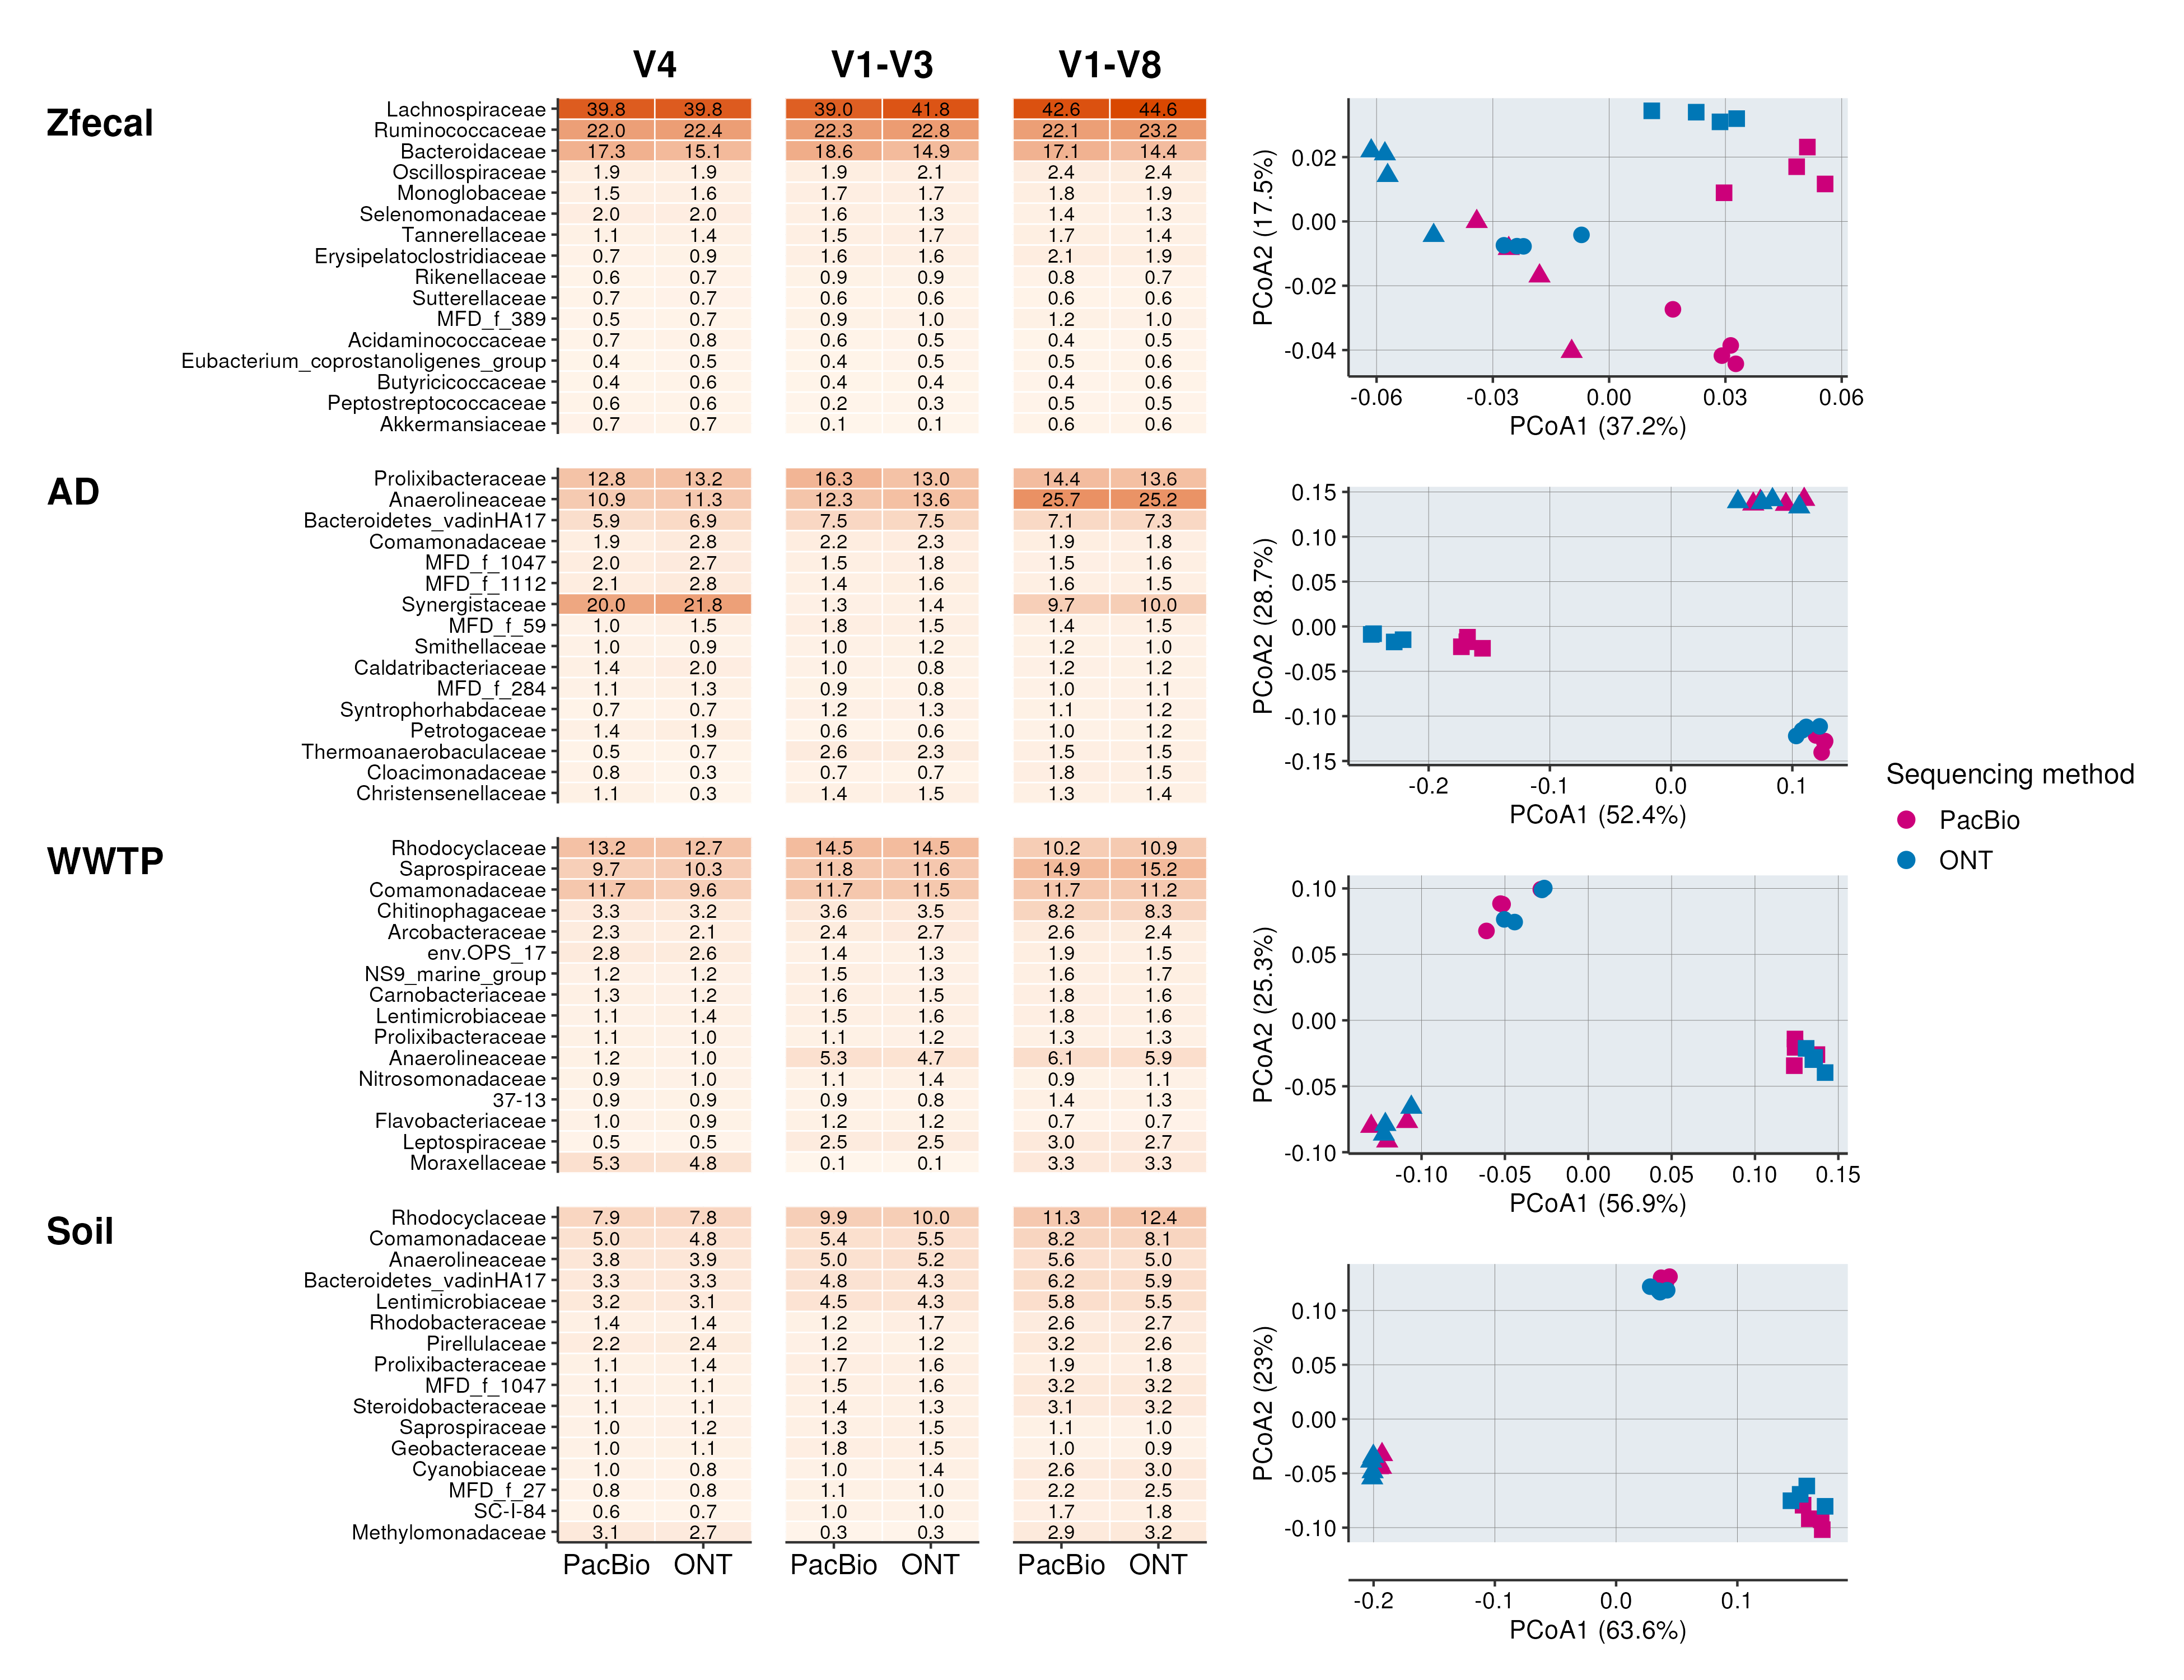 V4 V1-V3 V1-V8
Zfecal
Lachnospiraceae 39.8 39.8 39.0 41.8 42.6 44.6
Ruminococcaceae 22.0 22.4 22.3 22.8 22.1 23.2
Bacteroidaceae 17.3 15.1 18.6 14.9 17.1 14.4
Oscillospiraceae 1.9 1.9 1.9 2.1 2.4 2.4
Monoglobaceae 1.5 1.6 1.7 1.7 1.8 1.9
Selenomonadaceae 2.0 2.0 1.6 1.3 1.4 1.3
Tannerellaceae 1.1 1.4 1.5 1.7 1.7 1.4
Erysipelatoclostridiaceae 0.7 0.9 1.6 1.6 2.1 1.9
Rikenellaceae 0.6 0.7 0.9 0.9 0.8 0.7
Sutterellaceae 0.7 0.7 0.6 0.6 0.6 0.6
MFD_f_389 0.5 0.7 0.9 1.0 1.2 1.0
Acidaminococcaceae 0.7 0.8 0.6 0.5 0.4 0.5
Eubacterium_coprostanoligenes_group 0.4 0.5 0.4 0.5 0.5 0.6
Butyricicoccaceae 0.4 0.6 0.4 0.4 0.4 0.6
Peptostreptococcaceae 0.6 0.6 0.2 0.3 0.5 0.5
Akkermansiaceae 0.7 0.7 0.1 0.1 0.6 0.6
PCoA2 (17.5%)
0.02
0.00
-0.02
-0.04
-0.06 -0.03 0.00 0.03 0.06
PCoA1 (37.2%)
AD
Prolixibacteraceae 12.8 13.2 16.3 13.0 14.4 13.6
Anaerolineaceae 10.9 11.3 12.3 13.6 25.7 25.2
Bacteroidetes_vadinHA17 5.9 6.9 7.5 7.5 7.1 7.3
Comamonadaceae 1.9 2.8 2.2 2.3 1.9 1.8
MFD_f_1047 2.0 2.7 1.5 1.8 1.5 1.6
MFD_f_1112 2.1 2.8 1.4 1.6 1.6 1.5
Synergistaceae 20.0 21.8 1.3 1.4 9.7 10.0
MFD_f_59 1.0 1.5 1.8 1.5 1.4 1.5
Smithellaceae 1.0 0.9 1.0 1.2 1.2 1.0
Caldatribacteriaceae 1.4 2.0 1.0 0.8 1.2 1.2
MFD_f_284 1.1 1.3 0.9 0.8 1.0 1.1
Syntrophorhabdaceae 0.7 0.7 1.2 1.3 1.1 1.2
Petrotogaceae 1.4 1.9 0.6 0.6 1.0 1.2
Thermoanaerobaculaceae 0.5 0.7 2.6 2.3 1.5 1.5
Cloacimonadaceae 0.8 0.3 0.7 0.7 1.8 1.5
Christensenellaceae 1.1 0.3 1.4 1.5 1.3 1.4
PCoA2 (28.7%)
0.15
0.10
0.05
0.00
-0.05
-0.10
-0.15
-0.2 -0.1 0.0 0.1
PCoA1 (52.4%)
Sequencing method
PacBio
ONT
WWTP
Rhodocyclaceae 13.2 12.7 14.5 14.5 10.2 10.9
Saprospiraceae 9.7 10.3 11.8 11.6 14.9 15.2
Comamonadaceae 11.7 9.6 11.7 11.5 11.7 11.2
Chitinophagaceae 3.3 3.2 3.6 3.5 8.2 8.3
Arcobacteraceae 2.3 2.1 2.4 2.7 2.6 2.4
env.OPS_17 2.8 2.6 1.4 1.3 1.9 1.5
NS9_marine_group 1.2 1.2 1.5 1.3 1.6 1.7
Carnobacteriaceae 1.3 1.2 1.6 1.5 1.8 1.6
Lentimicrobiaceae 1.1 1.4 1.5 1.6 1.8 1.6
Prolixibacteraceae 1.1 1.0 1.1 1.2 1.3 1.3
Anaerolineaceae 1.2 1.0 5.3 4.7 6.1 5.9
Nitrosomonadaceae 0.9 1.0 1.1 1.4 0.9 1.1
37-13 0.9 0.9 0.9 0.8 1.4 1.3
Flavobacteriaceae 1.0 0.9 1.2 1.2 0.7 0.7
Leptospiraceae 0.5 0.5 2.5 2.5 3.0 2.7
Moraxellaceae 5.3 4.8 0.1 0.1 3.3 3.3
PCoA2 (25.3%)
0.10
0.05
0.00
-0.05
-0.10
-0.10 -0.05 0.00 0.05 0.10 0.15
PCoA1 (56.9%)
Soil
Rhodocyclaceae 7.9 7.8 9.9 10.0 11.3 12.4
Comamonadaceae 5.0 4.8 5.4 5.5 8.2 8.1
Anaerolineaceae 3.8 3.9 5.0 5.2 5.6 5.0
Bacteroidetes_vadinHA17 3.3 3.3 4.8 4.3 6.2 5.9
Lentimicrobiaceae 3.2 3.1 4.5 4.3 5.8 5.5
Rhodobacteraceae 1.4 1.4 1.2 1.7 2.6 2.7
Pirellulaceae 2.2 2.4 1.2 1.2 3.2 2.6
Prolixibacteraceae 1.1 1.4 1.7 1.6 1.9 1.8
MFD_f_1047 1.1 1.1 1.5 1.6 3.2 3.2
Steroidobacteraceae 1.1 1.1 1.4 1.3 3.1 3.2
Saprospiraceae 1.0 1.2 1.3 1.5 1.1 1.0
Geobacteraceae 1.0 1.1 1.8 1.5 1.0 0.9
Cyanobiaceae 1.0 0.8 1.0 1.4 2.6 3.0
MFD_f_27 0.8 0.8 1.1 1.0 2.2 2.5
SC-I-84 0.6 0.7 1.0 1.0 1.7 1.8
Methylomonadaceae 3.1 2.7 0.3 0.3 2.9 3.2
PacBio ONT PacBio ONT PacBio ONT
PCoA2 (23%)
0.10
0.05
0.00
-0.05
-0.10
-0.2 -0.1 0.0 0.1
PCoA1 (63.6%)